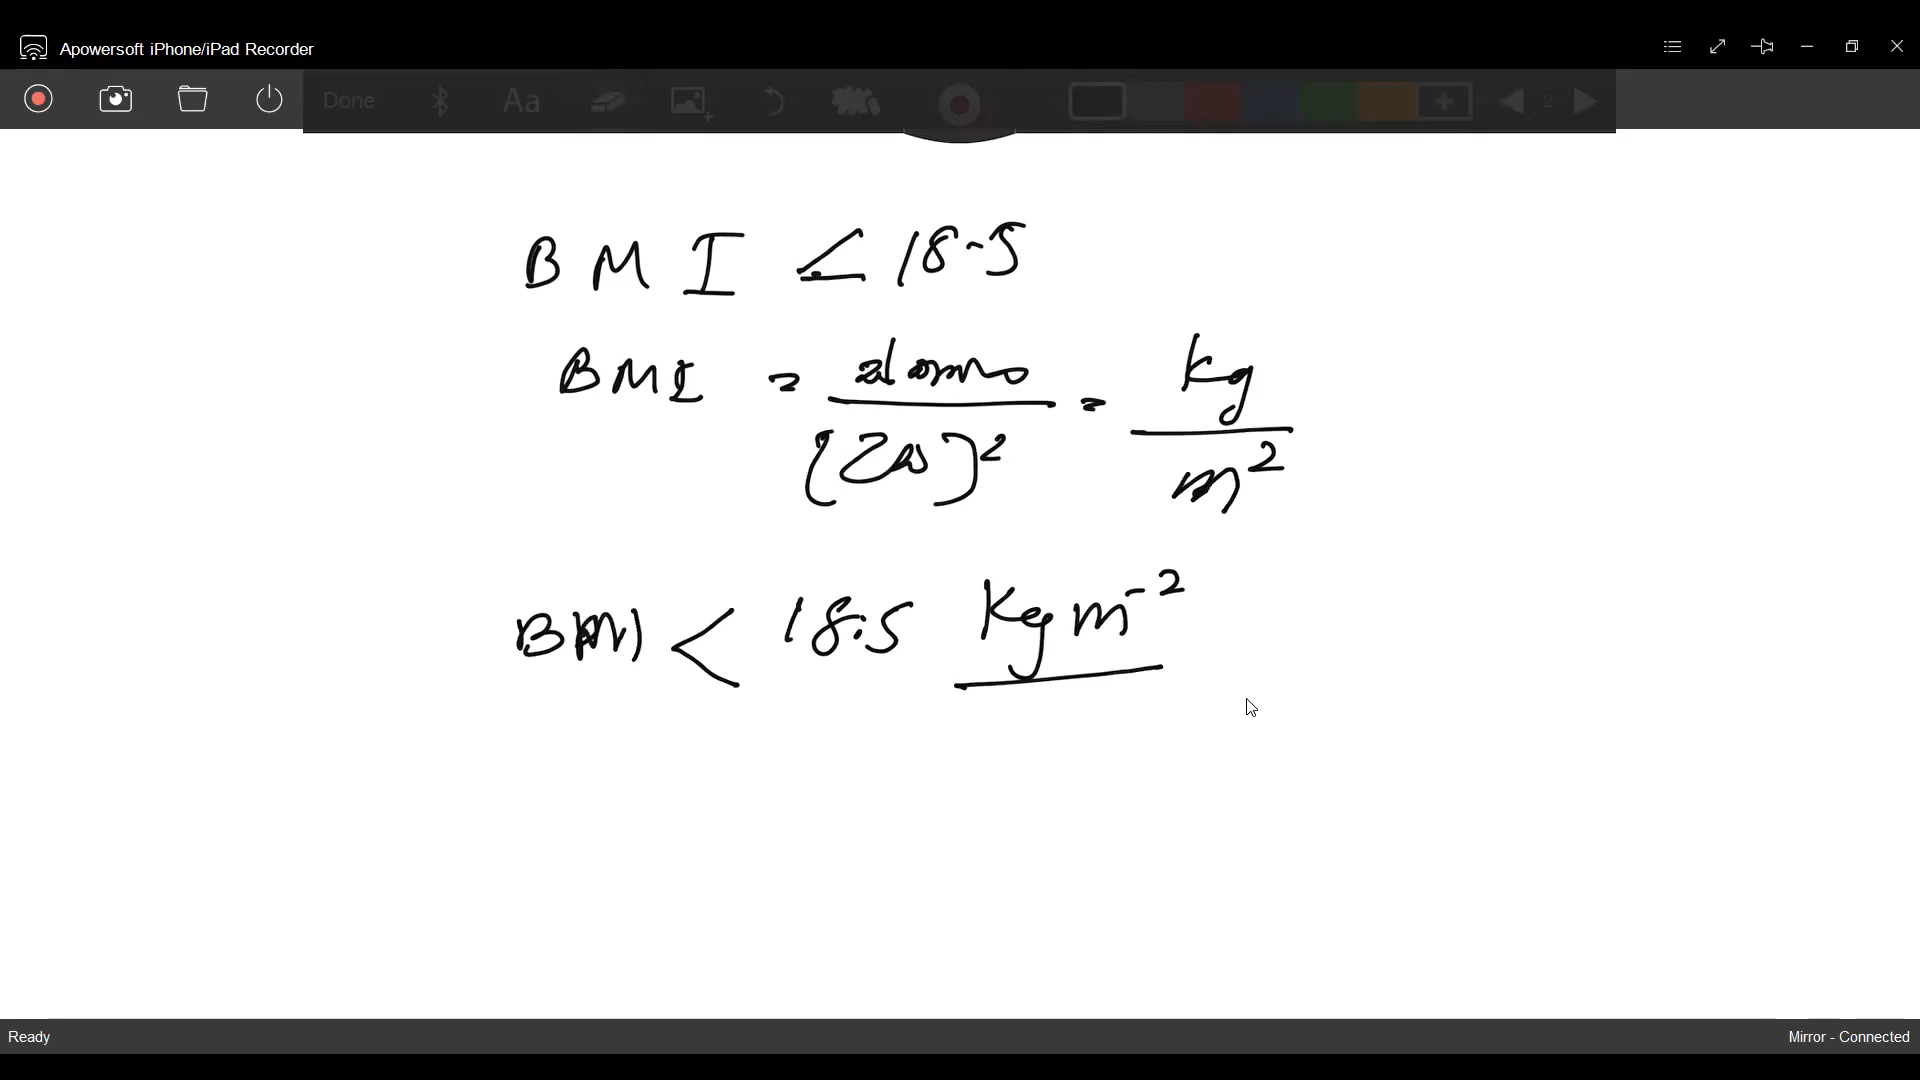 Apowersoft iPhone/iPad Recorder
Done Aa 2
B M I ≤ 18.5
BMI = = kg
( )² m²
BMI < 18.5 kg m⁻²
Ready
Mirror - Connected